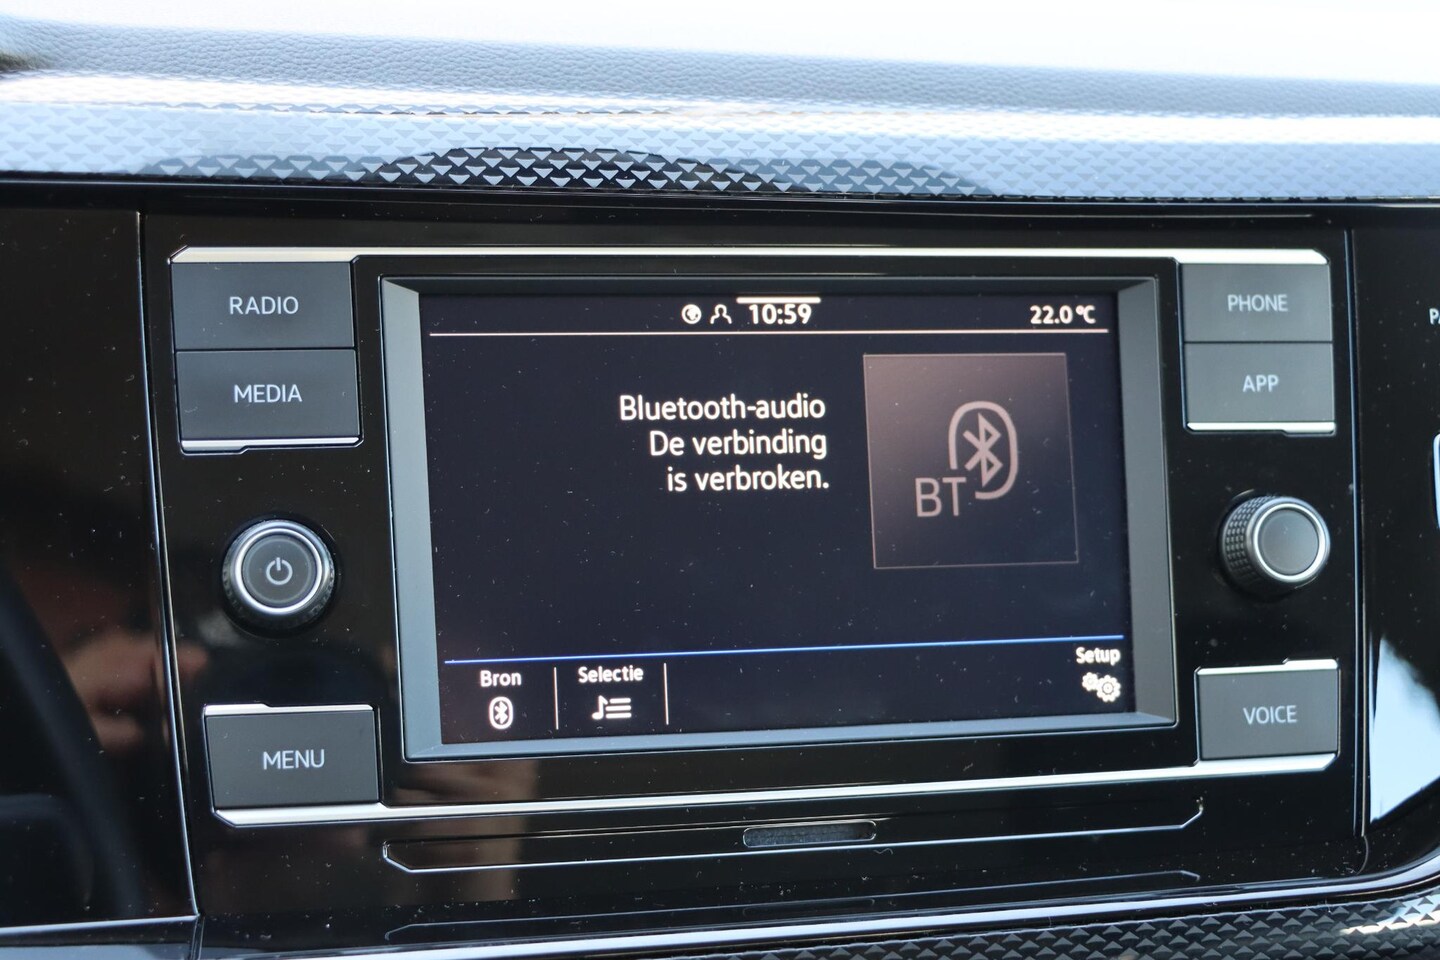 RADIO
MEDIA
MENU
10:59
22.0°C
Bluetooth-audio
De verbinding
is verbroken.
BT
Bron
Selectie
Setup
PHONE
APP
VOICE